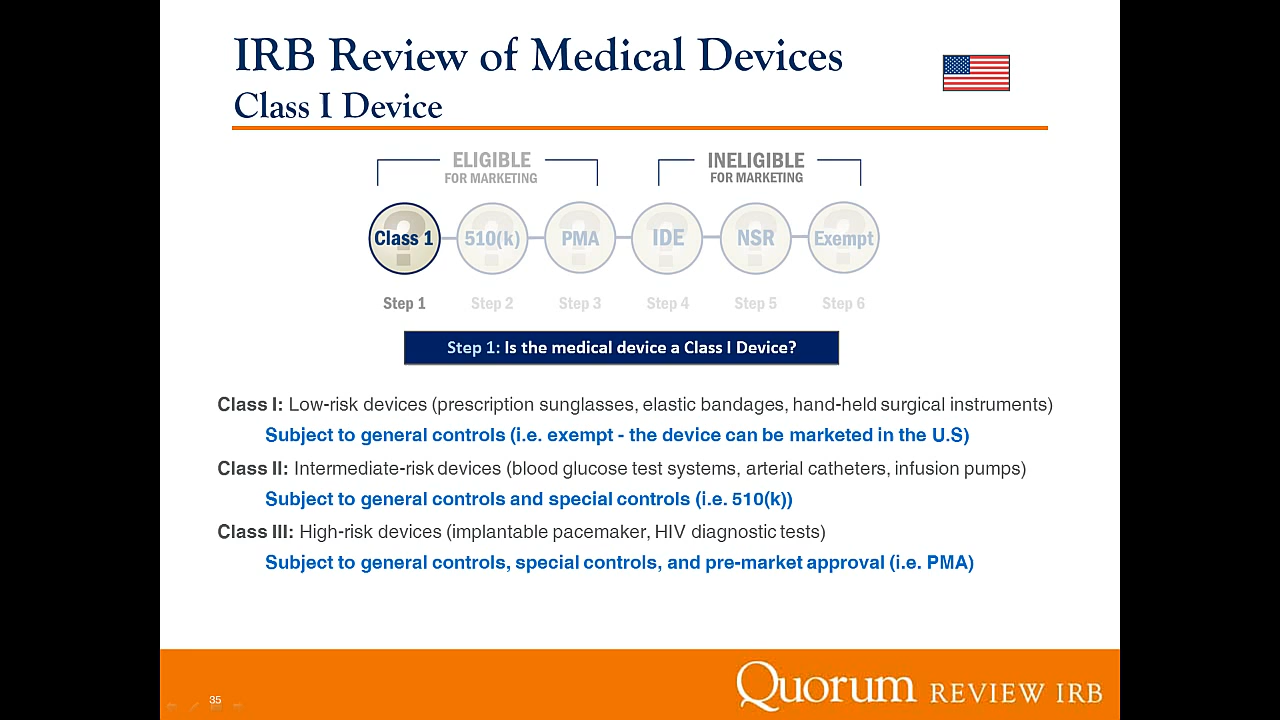 IRB Review of Medical Devices
Class I Device
ELIGIBLE
FOR MARKETING
INELIGIBLE
FOR MARKETING
Class 1
510(k)
PMA
IDE
NSR
Exempt
Step 1
Step 2
Step 3
Step 4
Step 5
Step 6
Step 1: Is the medical device a Class I Device?
Class I: Low-risk devices (prescription sunglasses, elastic bandages, hand-held surgical instruments)
Subject to general controls (i.e. exempt - the device can be marketed in the U.S)
Class II: Intermediate-risk devices (blood glucose test systems, arterial catheters, infusion pumps)
Subject to general controls and special controls (i.e. 510(k))
Class III: High-risk devices (implantable pacemaker, HIV diagnostic tests)
Subject to general controls, special controls, and pre-market approval (i.e. PMA)
35
Quorum REVIEW IRB